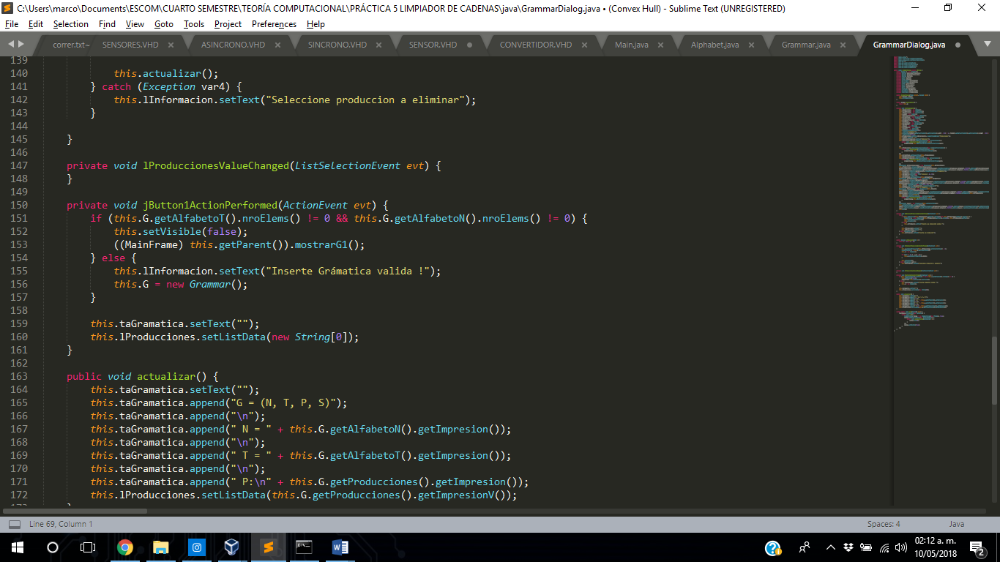 C:\Users\marco\Documents\ESCOM\CUARTO SEMESTRE\TEORÍA COMPUTACIONAL\PRÁCTICA 5 LIMPIADOR DE CADENAS\java\GrammarDialog.java • (Convex Hull) - Sublime Text (UNREGISTERED)
File Edit Selection Find View Goto Tools Project Preferences Help
correr.txt~ SENSORES.VHD ASINCRONO.VHD SINCRONO.VHD SENSOR.VHD CONVERTIDOR.VHD Main.java Alphabet.java Grammar.java GrammarDialog.java
139
140 this.actualizar();
141 } catch (Exception var4) {
142 this.lInformacion.setText("Seleccione produccion a eliminar");
143 }
144
145 }
146
147 private void lProduccionesValueChanged(ListSelectionEvent evt) {
148 }
149
150 private void jButton1ActionPerformed(ActionEvent evt) {
151 if (this.G.getAlfabetoT().nroElems() != 0 && this.G.getAlfabetoN().nroElems() != 0) {
152 this.setVisible(false);
153 ((MainFrame) this.getParent()).mostrarG1();
154 } else {
155 this.lInformacion.setText("Inserte Grámatica valida !");
156 this.G = new Grammar();
157 }
158
159 this.taGramatica.setText("");
160 this.lProducciones.setListData(new String[0]);
161 }
162
163 public void actualizar() {
164 this.taGramatica.setText("");
165 this.taGramatica.append("G = (N, T, P, S)");
166 this.taGramatica.append("\n");
167 this.taGramatica.append(" N = " + this.G.getAlfabetoN().getImpresion());
168 this.taGramatica.append("\n");
169 this.taGramatica.append(" T = " + this.G.getAlfabetoT().getImpresion());
170 this.taGramatica.append("\n");
171 this.taGramatica.append(" P:\n" + this.G.getProducciones().getImpresion());
172 this.lProducciones.setListData(this.G.getProducciones().getImpresionV());
173 }
Line 69, Column 1 Spaces: 4 Java
02:12 a. m.
10/05/2018
2